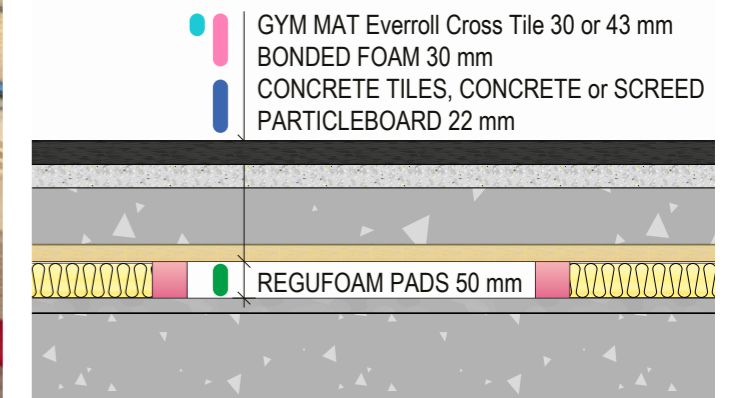 GYM MAT Everroll Cross Tile 30 or 43 mm
BONDED FOAM 30 mm
CONCRETE TILES, CONCRETE or SCREED
PARTICLEBOARD 22 mm
REGUFOAM PADS 50 mm